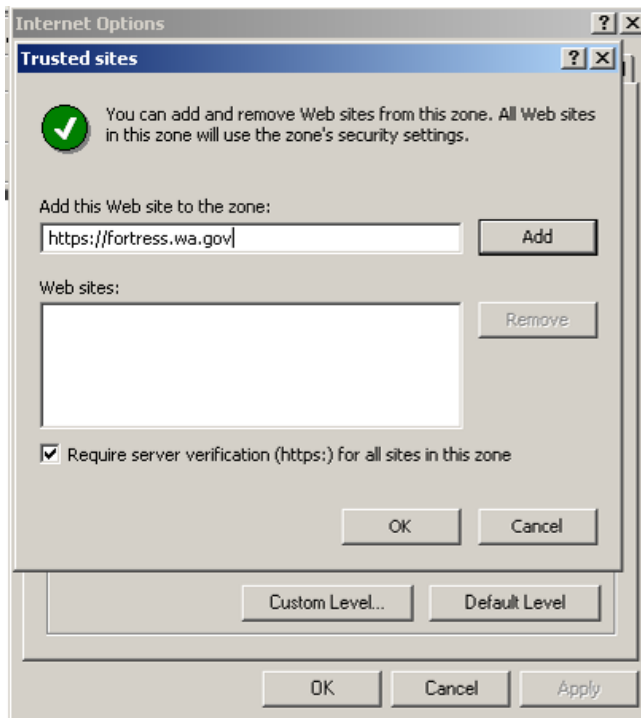 Internet Options
Trusted sites
You can add and remove Web sites from this zone. All Web sites
in this zone will use the zone's security settings.
Add this Web site to the zone:
https://fortress.wa.gov
Add
Web sites:
Remove
Require server verification (https:) for all sites in this zone
OK
Cancel
Custom Level...
Default Level
OK
Cancel
Apply